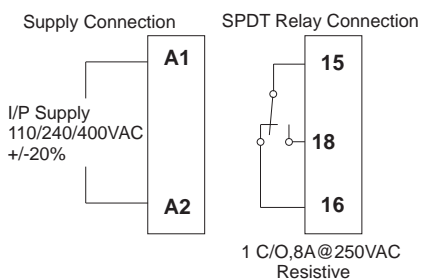 Supply Connection
SPDT Relay Connection
A1
I/P Supply
110/240/400VAC
+/-20%
A2
15
18
16
1 C/O,8A@250VAC
Resistive